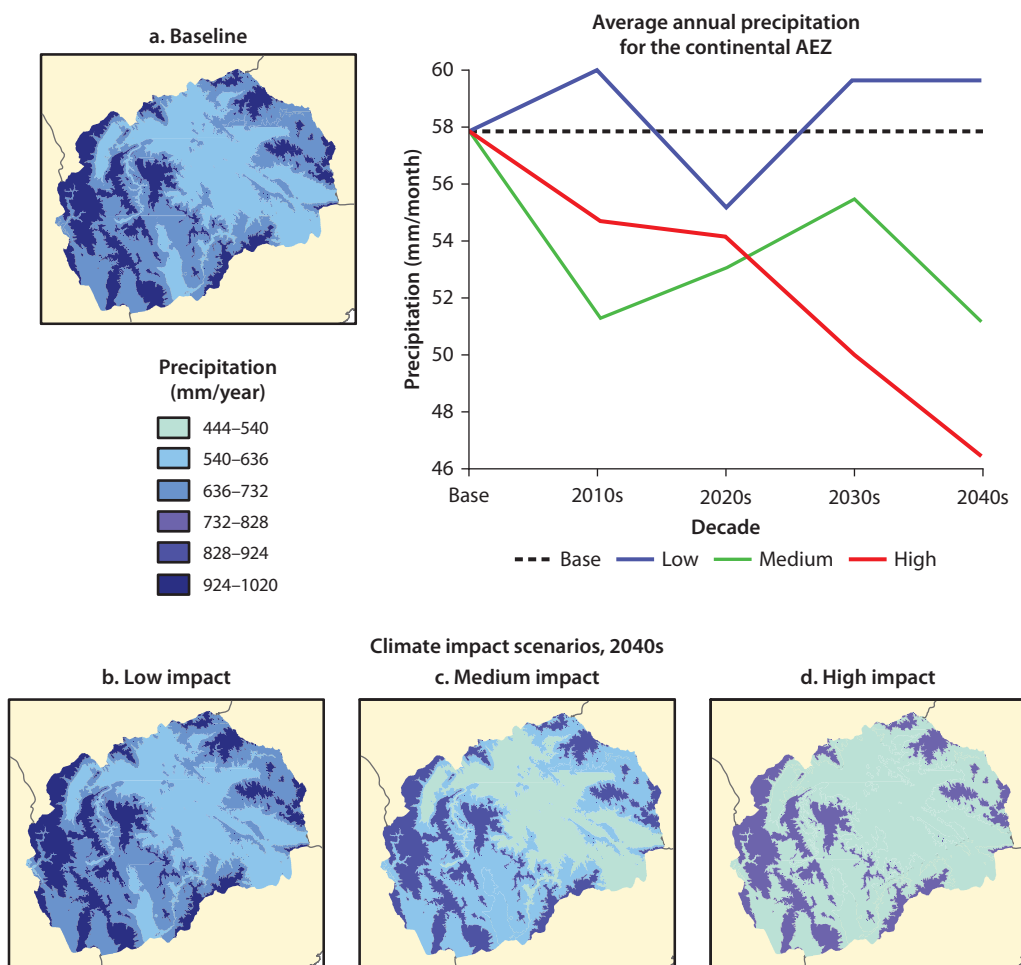 a. Baseline
Average annual precipitation
for the continental AEZ
Precipitation (mm/month)
60
58
56
54
52
50
48
46
Base
2010s
2020s
2030s
2040s
Decade
Base
Low
Medium
High
Precipitation
(mm/year)
444–540
540–636
636–732
732–828
828–924
924–1020
Climate impact scenarios, 2040s
b. Low impact
c. Medium impact
d. High impact